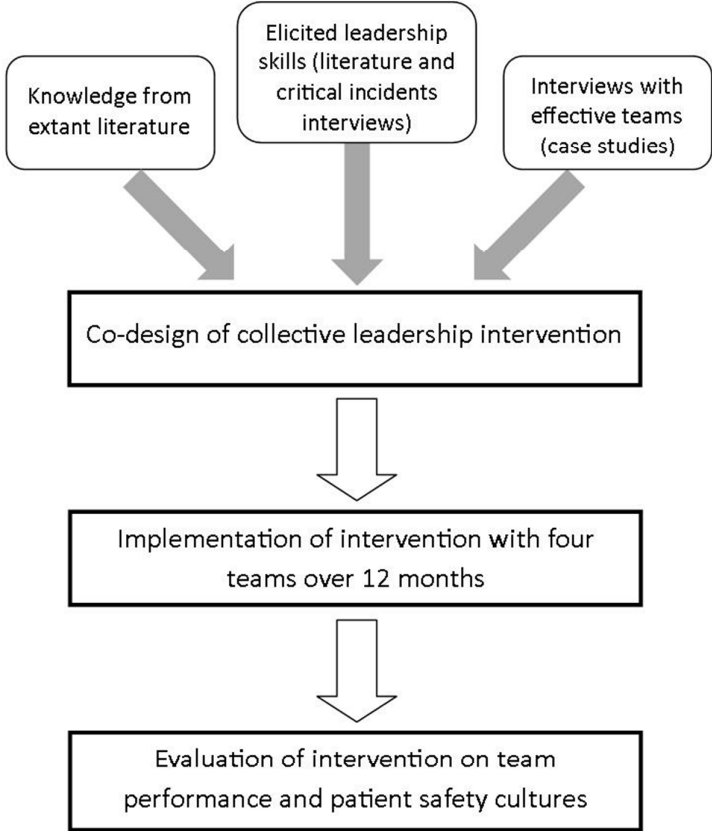 Knowledge from
extant literature
Elicited leadership
skills (literature and
critical incidents
interviews)
Interviews with
effective teams
(case studies)
Co-design of collective leadership intervention
Implementation of intervention with four
teams over 12 months
Evaluation of intervention on team
performance and patient safety cultures